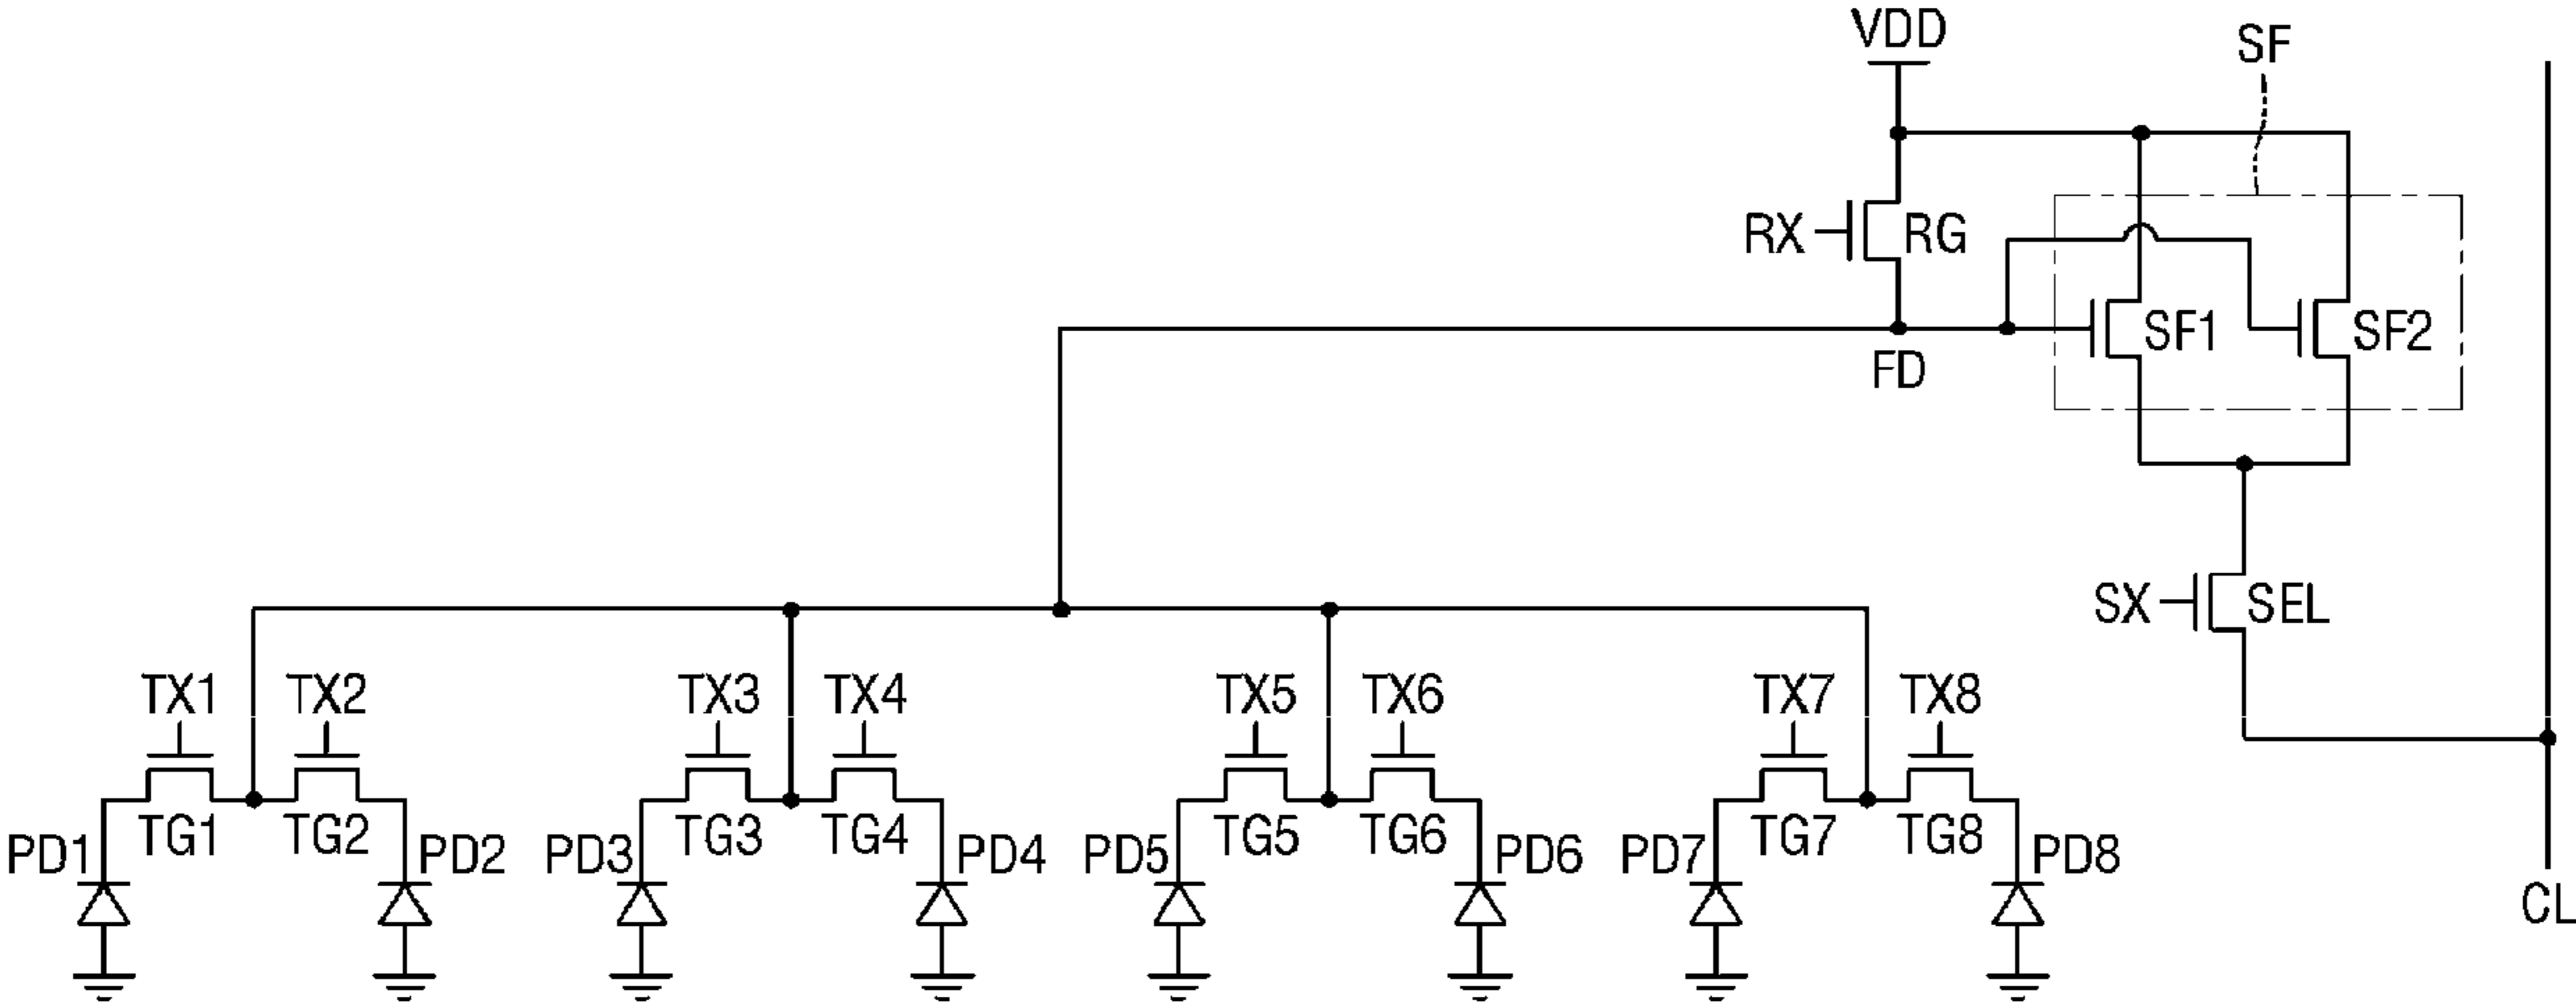 VDD
SF
RX
RG
SF1
SF2
FD
SX
SEL
TX1
TX2
TX3
TX4
TX5
TX6
TX7
TX8
TG1
TG2
TG3
TG4
TG5
TG6
TG7
TG8
PD1
PD2
PD3
PD4
PD5
PD6
PD7
PD8
CL